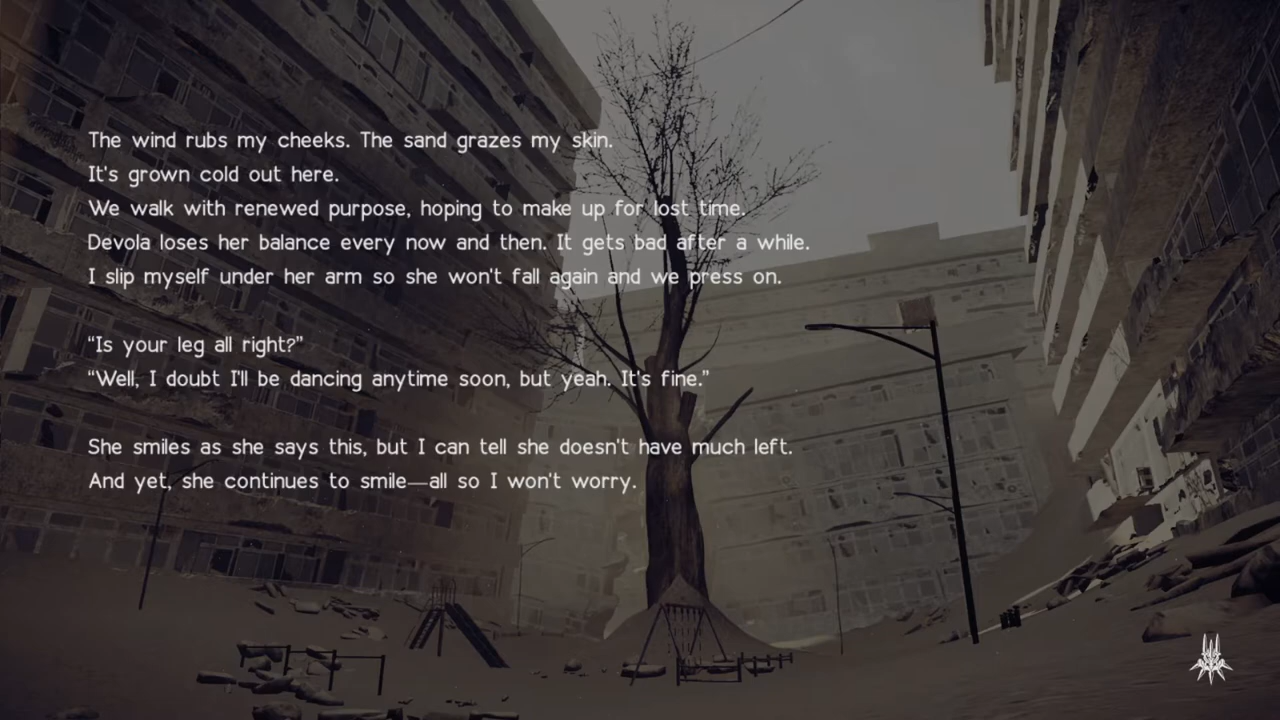 The wind rubs my cheeks. The sand grazes my skin.
It's grown cold out here.
We walk with renewed purpose, hoping to make up for lost time.
Devola loses her balance every now and then. It gets bad after a while.
I slip myself under her arm so she won't fall again and we press on.
“Is your leg all right?”
“Well, I doubt I'll be dancing anytime soon, but yeah. It's fine.”
She smiles as she says this, but I can tell she doesn't have much left.
And yet, she continues to smile—all so I won't worry.